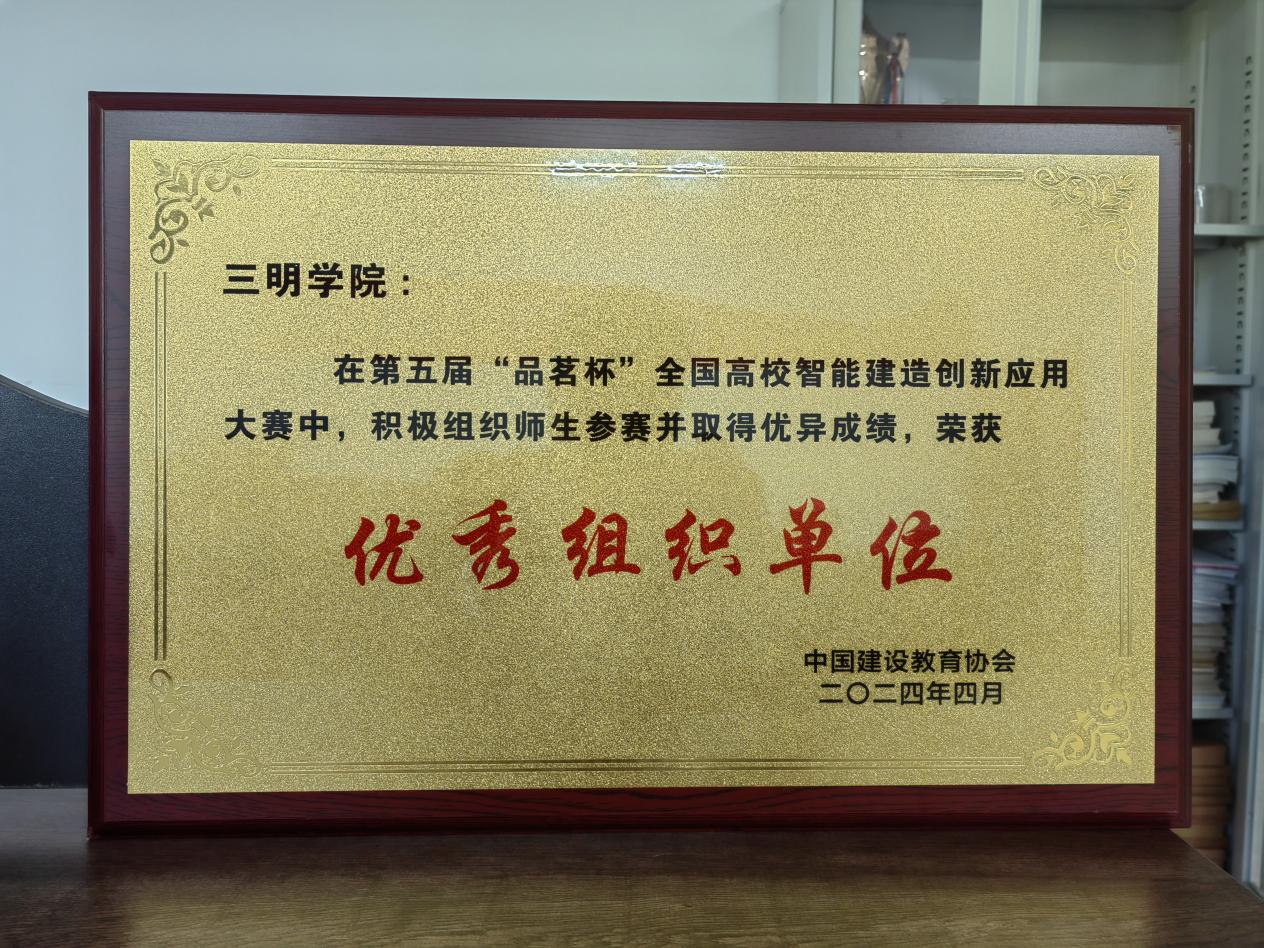 三明学院：
在第五届“品茗杯”全国高校智能建造创新应用
大赛中，积极组织师生参赛并取得优异成绩，荣获
优秀组织单位
中国建设教育协会
二〇二四年四月